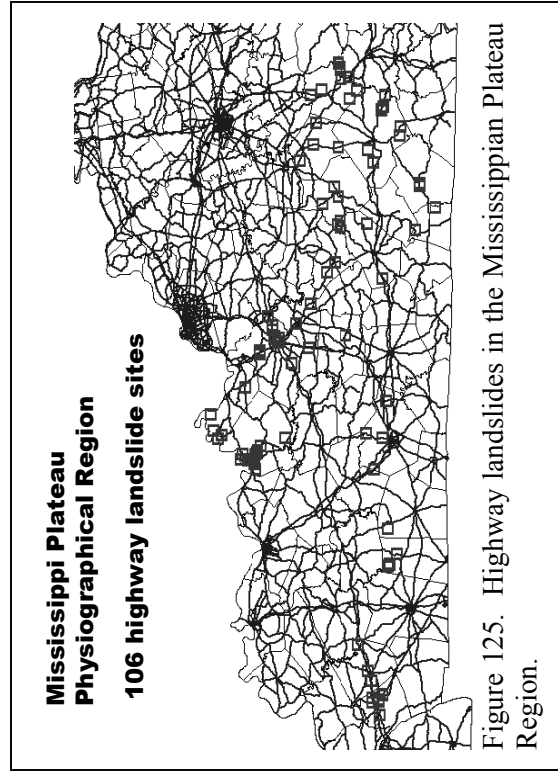 Mississippi Plateau
Physiographical Region
106 highway landslide sites
Figure 125.  Highway landslides in the Mississippian Plateau
Region.